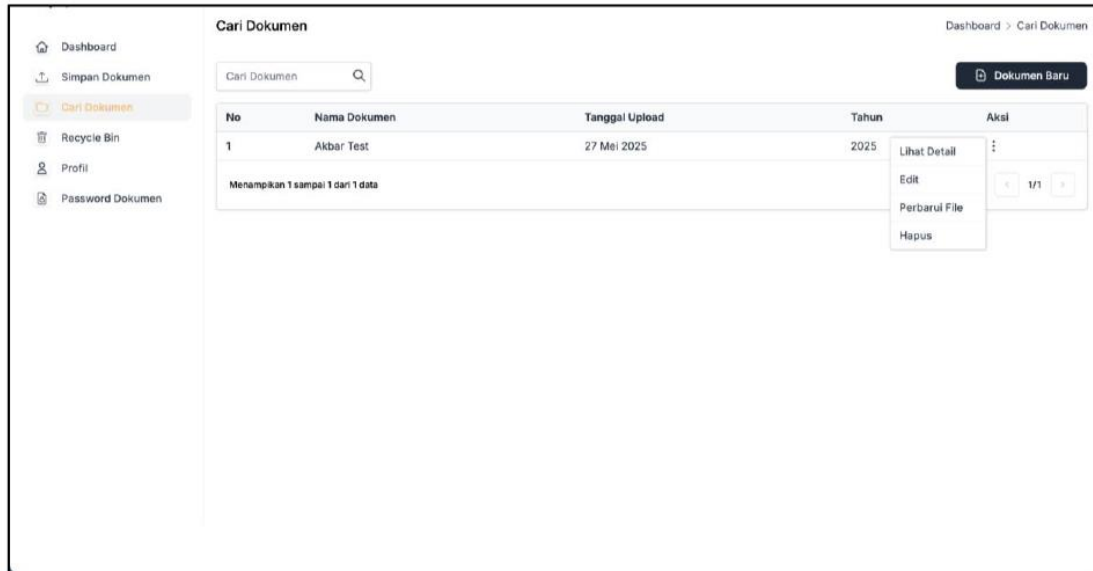 Cari Dokumen
Dashboard > Cari Dokumen
Dashboard
Simpan Dokumen
Cari Dokumen
Recycle Bin
Profil
Password Dokumen
Cari Dokumen
Dokumen Baru
No Nama Dokumen Tanggal Upload Tahun Aksi
1 Akbar Test 27 Mei 2025 2025
Menampikan 1 sampai 1 dari 1 data
1/1
Lihat Detail
Edit
Perbarui File
Hapus